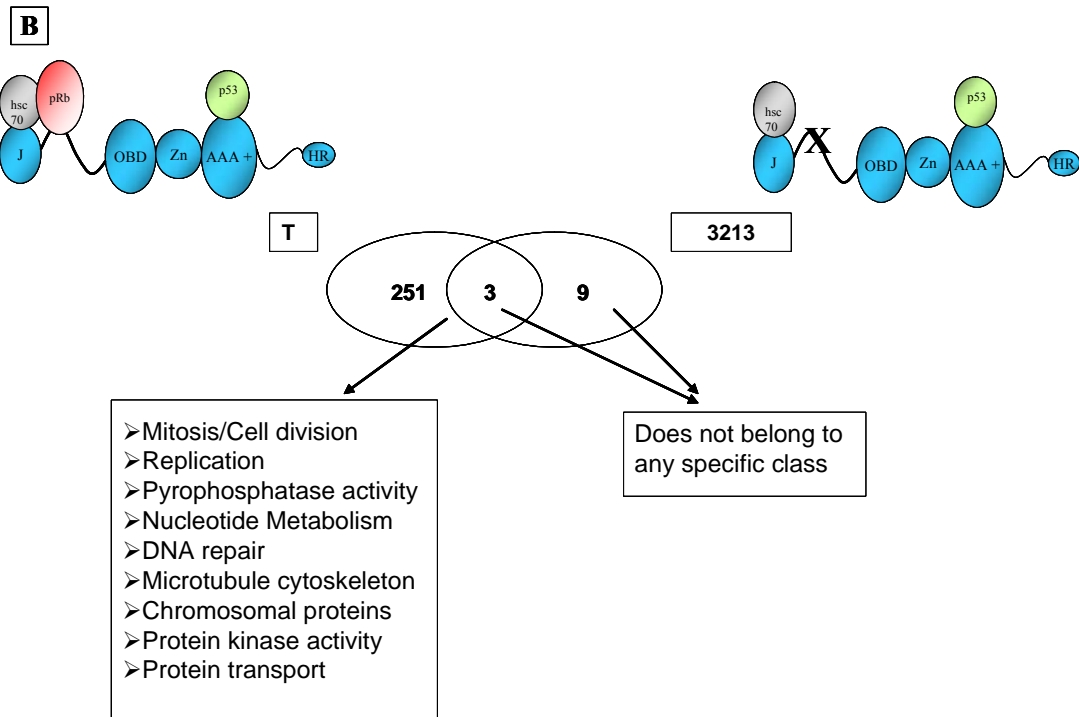 B
hsc
70
pRb
p53
J
OBD
Zn
AAA +
HR
hsc
70
X
p53
J
OBD
Zn
AAA +
HR
T
3213
251
3
9
➢Mitosis/Cell division
➢Replication
➢Pyrophosphatase activity
➢Nucleotide Metabolism
➢DNA repair
➢Microtubule cytoskeleton
➢Chromosomal proteins
➢Protein kinase activity
➢Protein transport
Does not belong to
any specific class